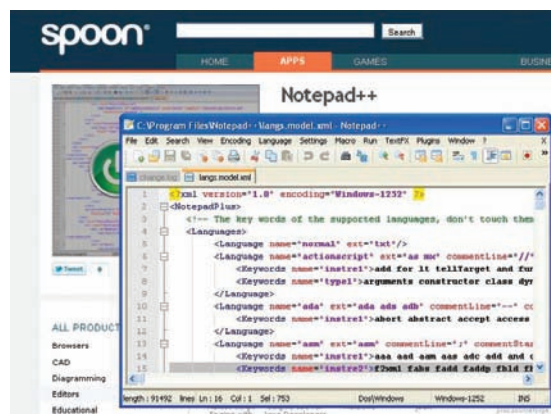 spoon®
Search
HOME APPS GAMES BUSINE
Notepad++
C:\Program Files\Notepad++\langs.model.xml - Notepad++
File Edit Search View Encoding Language Settings Macro Run TextFX Plugins Window ? X
change.log langs.model.xml
1 <?xml version="1.0" encoding="Windows-1252" ?>
2 <NotepadPlus>
3 <!-- The key words of the supported languages, don't touch them
4 <Languages>
5 <Language name="normal" ext="txt"/>
6 <Language name="actionscript" ext="as mx" commentLine="//"
7 <Keywords name="instre1">add for lt tellTarget and fun
8 <Keywords name="type1">arguments constructor class dyn
9 </Language>
10 <Language name="ada" ext="ada ads adb" commentLine="--" co
11 <Keywords name="instre1">abort abstract accept access
12 </Language>
13 <Language name="asm" ext="asm" commentLine=";" commentStar
14 <Keywords name="instre1">aaa aad aam aas adc add and c
15 <Keywords name="instre2">f2xm1 fabs fadd faddp fbld fb
length : 91492 lines Ln : 16 Col : 1 Sel : 753 Dos\Windows Windows-1252 INS
Tweet
ALL PRODUCT
Browsers
CAD
Diagramming
Editors
Educational